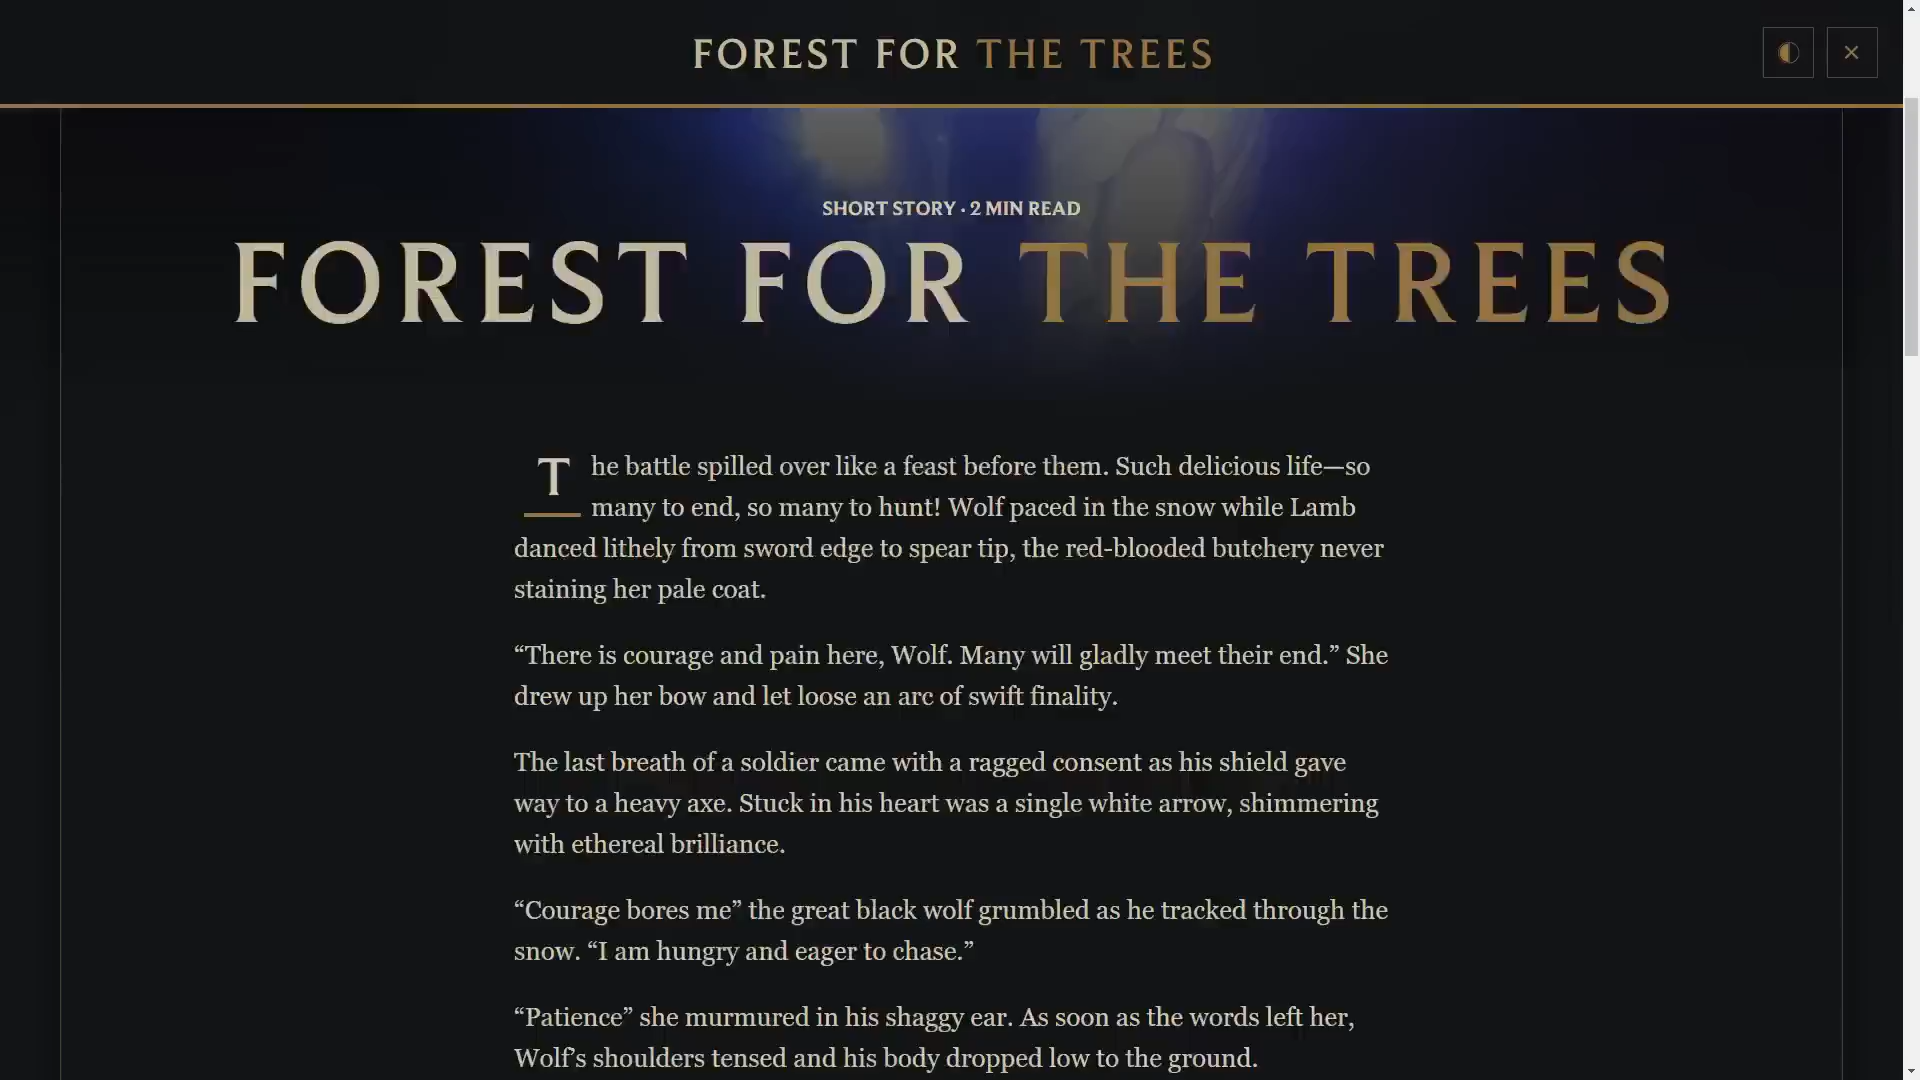 FOREST FOR THE TREES
SHORT STORY · 2 MIN READ
FOREST FOR THE TREES
The battle spilled over like a feast before them. Such delicious life—so
many to end, so many to hunt! Wolf paced in the snow while Lamb
danced lithely from sword edge to spear tip, the red-blooded butchery never
staining her pale coat.
“There is courage and pain here, Wolf. Many will gladly meet their end.” She
drew up her bow and let loose an arc of swift finality.
The last breath of a soldier came with a ragged consent as his shield gave
way to a heavy axe. Stuck in his heart was a single white arrow, shimmering
with ethereal brilliance.
“Courage bores me” the great black wolf grumbled as he tracked through the
snow. “I am hungry and eager to chase.”
“Patience” she murmured in his shaggy ear. As soon as the words left her,
Wolf’s shoulders tensed and his body dropped low to the ground.